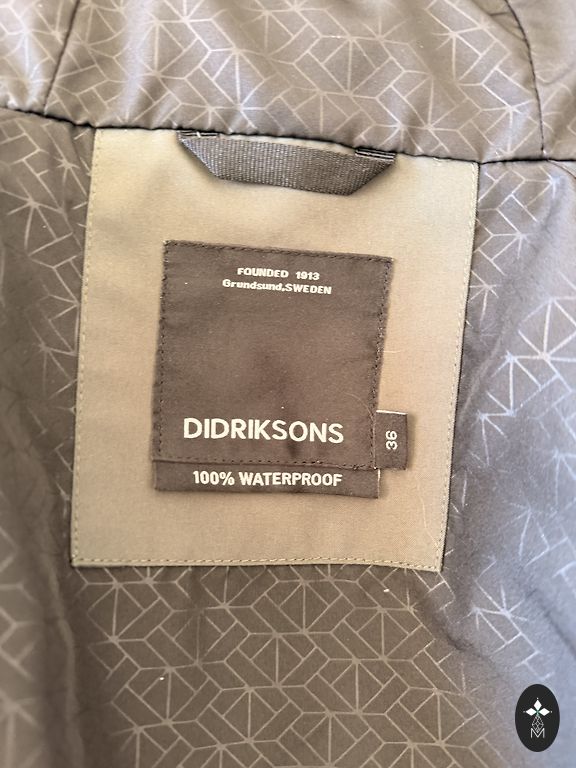 FOUNDED 1913
Grundsund,SWEDEN
DIDRIKSONS
36
100% WATERPROOF